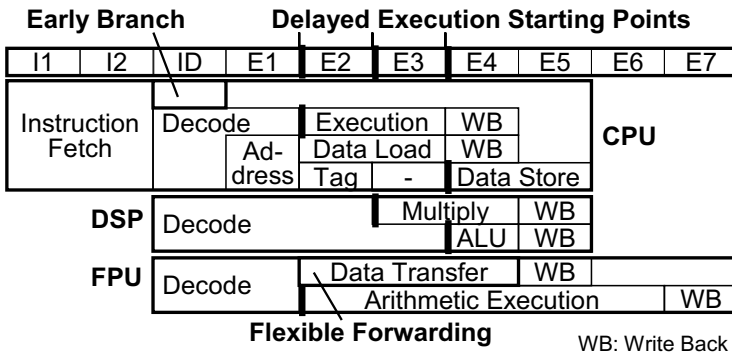 Early Branch Delayed Execution Starting Points
I1 I2 ID E1 E2 E3 E4 E5 E6 E7
Instruction Fetch Decode Execution WB CPU
Ad-dress Data Load WB
Tag - Data Store
DSP Decode Multiply WB
ALU WB
FPU Decode Data Transfer WB
Arithmetic Execution WB
Flexible Forwarding WB: Write Back